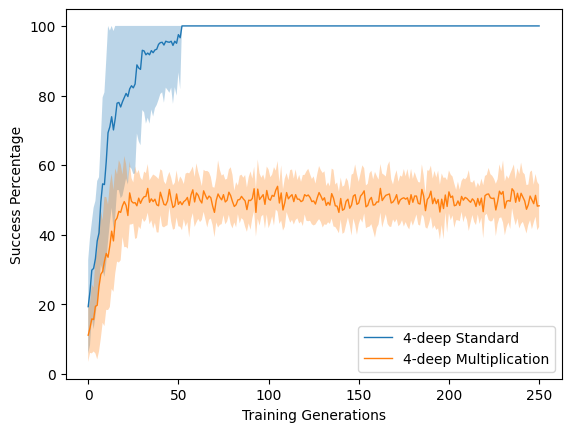 100
80
60
40
20
0
Success Percentage
0 50 100 150 200 250
Training Generations
4-deep Standard
4-deep Multiplication